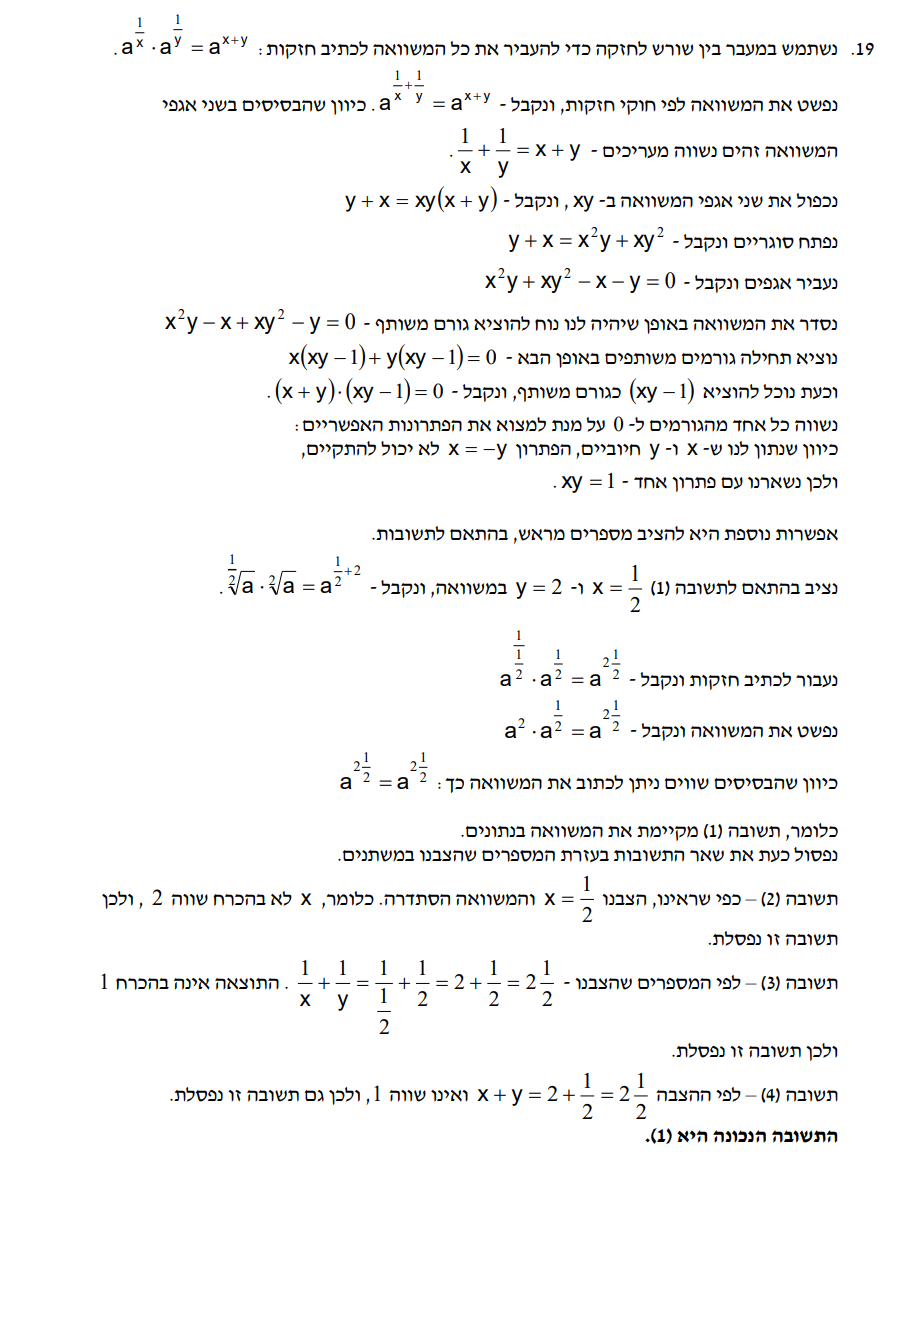 19. נשתמש במעבר בין שורש לחזקה כדי להעביר את כל המשוואה לכתיב חזקות: $a^{\frac{1}{x}} \cdot a^{\frac{1}{y}} = a^{x+y}$.
נפשט את המשוואה לפי חוקי חזקות, ונקבל - $a^{\frac{1}{x}+\frac{1}{y}} = a^{x+y}$. כיוון שהבסיסים בשני אגפי
המשוואה זהים נשווה מעריכים - $\frac{1}{x} + \frac{1}{y} = x + y$.
נכפול את שני אגפי המשוואה ב- xy, ונקבל - $y + x = xy(x + y)$
נפתח סוגריים ונקבל - $y + x = x^2y + xy^2$
נעביר אגפים ונקבל - $x^2y + xy^2 - x - y = 0$
נסדר את המשוואה באופן שיהיה לנו נוח להוציא גורם משותף - $x^2y - x + xy^2 - y = 0$
נוציא תחילה גורמים משותפים באופן הבא - $x(xy - 1) + y(xy - 1) = 0$
וכעת נוכל להוציא $(xy - 1)$ כגורם משותף, ונקבל - $(x + y) \cdot (xy - 1) = 0$.
נשווה כל אחד מהגורמים ל- 0 על מנת למצוא את הפתרונות האפשריים:
כיוון שנתון לנו ש- x ו- y חיוביים, הפתרון $x = -y$ לא יכול להתקיים,
ולכן נשארנו עם פתרון אחד - $xy = 1$.
אפשרות נוספת היא להציב מספרים מראש, בהתאם לתשובות.
נציב בהתאם לתשובה (1) $x = \frac{1}{2}$ ו- $y = 2$ במשוואה, ונקבל - $\sqrt[\frac{1}{2}]{a} \cdot \sqrt[2]{a} = a^{\frac{1}{2}+2}$.
נעבור לכתיב חזקות ונקבל - $a^{\frac{1}{\frac{1}{2}}} \cdot a^{\frac{1}{2}} = a^{2\frac{1}{2}}$
נפשט את המשוואה ונקבל - $a^2 \cdot a^{\frac{1}{2}} = a^{2\frac{1}{2}}$
כיוון שהבסיסים שווים ניתן לכתוב את המשוואה כך: $a^{2\frac{1}{2}} = a^{2\frac{1}{2}}$
כלומר, תשובה (1) מקיימת את המשוואה בנתונים.
נפסול כעת את שאר התשובות בעזרת המספרים שהצבנו במשתנים.
תשובה (2) – כפי שראינו, הצבנו $x = \frac{1}{2}$ והמשוואה הסתדרה. כלומר, x לא בהכרח שווה 2, ולכן
תשובה זו נפסלת.
תשובה (3) – לפי המספרים שהצבנו - $\frac{1}{x} + \frac{1}{y} = \frac{1}{\frac{1}{2}} + \frac{1}{2} = 2 + \frac{1}{2} = 2\frac{1}{2}$. התוצאה אינה בהכרח 1
ולכן תשובה זו נפסלת.
תשובה (4) – לפי ההצבה $x + y = 2 + \frac{1}{2} = 2\frac{1}{2}$ ואינו שווה 1, ולכן גם תשובה זו נפסלת.
התשובה הנכונה היא (1).